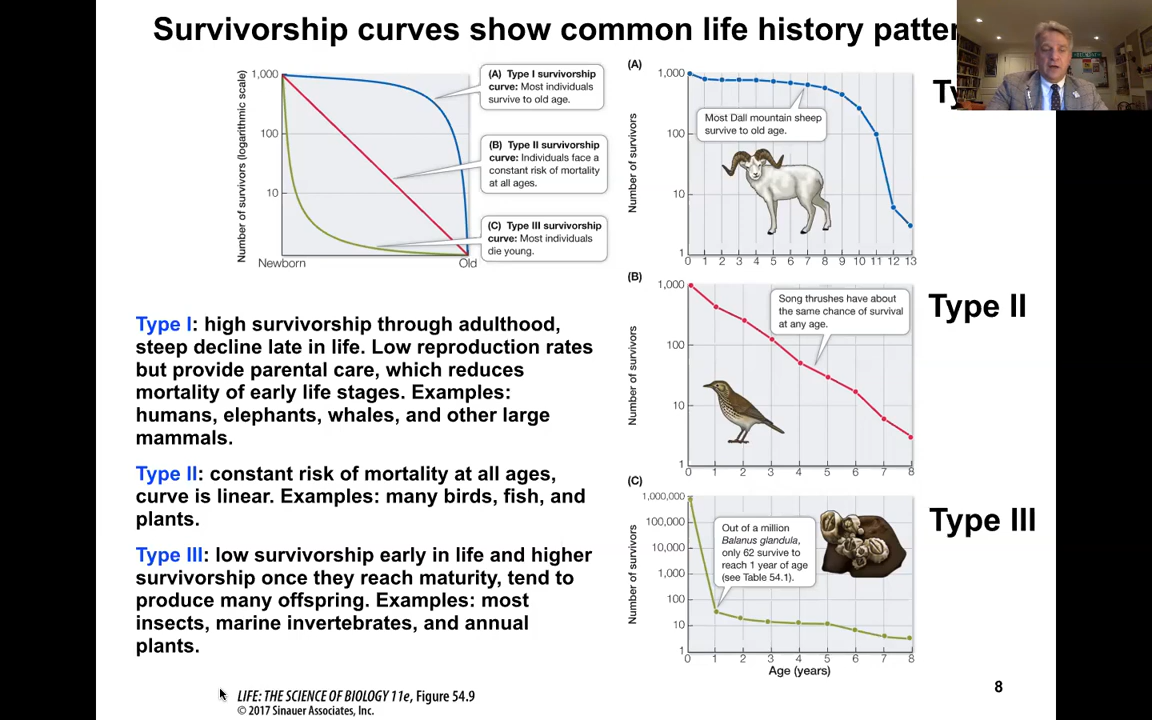 Survivorship curves show common life history patter
Number of survivors (logarithmic scale)
1,000
100
10
Newborn
Old
(A) Type I survivorship
curve: Most individuals
survive to old age.
(B) Type II survivorship
curve: Individuals face a
constant risk of mortality
at all ages.
(C) Type III survivorship
curve: Most individuals
die young.
(A)
Number of survivors
1,000
100
10
1
Most Dall mountain sheep
survive to old age.
0 1 2 3 4 5 6 7 8 9 10 11 12 13
Ty
(B)
Number of survivors
1,000
100
10
1
Song thrushes have about
the same chance of survival
at any age.
0 1 2 3 4 5 6 7 8
Type II
(C)
Number of survivors
1,000,000
100,000
10,000
1,000
100
10
1
Out of a million
Balanus glandula,
only 62 survive to
reach 1 year of age
(see Table 54.1).
0 1 2 3 4 5 6 7 8
Age (years)
Type III
Type I: high survivorship through adulthood,
steep decline late in life. Low reproduction rates
but provide parental care, which reduces
mortality of early life stages. Examples:
humans, elephants, whales, and other large
mammals.
Type II: constant risk of mortality at all ages,
curve is linear. Examples: many birds, fish, and
plants.
Type III: low survivorship early in life and higher
survivorship once they reach maturity, tend to
produce many offspring. Examples: most
insects, marine invertebrates, and annual
plants.
LIFE: THE SCIENCE OF BIOLOGY 11e, Figure 54.9
© 2017 Sinauer Associates, Inc.
8